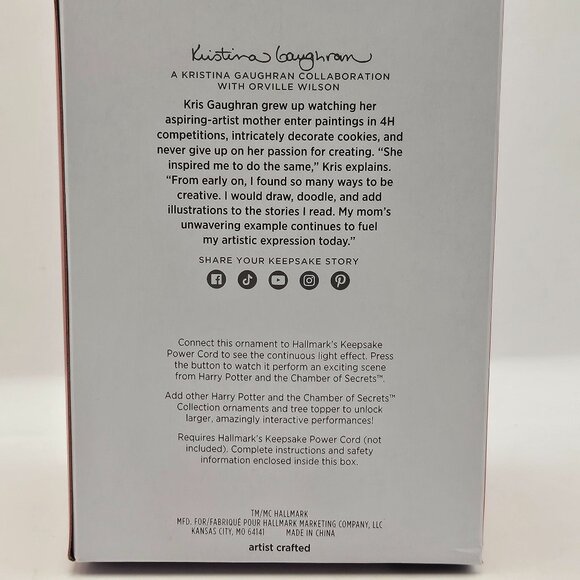 Kristina Gaughran
A KRISTINA GAUGHRAN COLLABORATION
WITH ORVILLE WILSON
Kris Gaughran grew up watching her
aspiring-artist mother enter paintings in 4H
competitions, intricately decorate cookies, and
never give up on her passion for creating. “She
inspired me to do the same,” Kris explains.
“From early on, I found so many ways to be
creative. I would draw, doodle, and add
illustrations to the stories I read. My mom’s
unwavering example continues to fuel
my artistic expression today.”
SHARE YOUR KEEPSAKE STORY
Connect this ornament to Hallmark’s Keepsake
Power Cord to see the continuous light effect. Press
the button to watch it perform an exciting scene
from Harry Potter and the Chamber of Secrets™.
Add other Harry Potter and the Chamber of Secrets™
Collection ornaments and tree topper to unlock
larger, amazingly interactive performances!
Requires Hallmark’s Keepsake Power Cord (not
included). Complete instructions and safety
information enclosed inside this box.
TM/MC HALLMARK
MFD. FOR/FABRIQUÉ POUR HALLMARK MARKETING COMPANY, LLC
KANSAS CITY, MO 64141 MADE IN CHINA
artist crafted